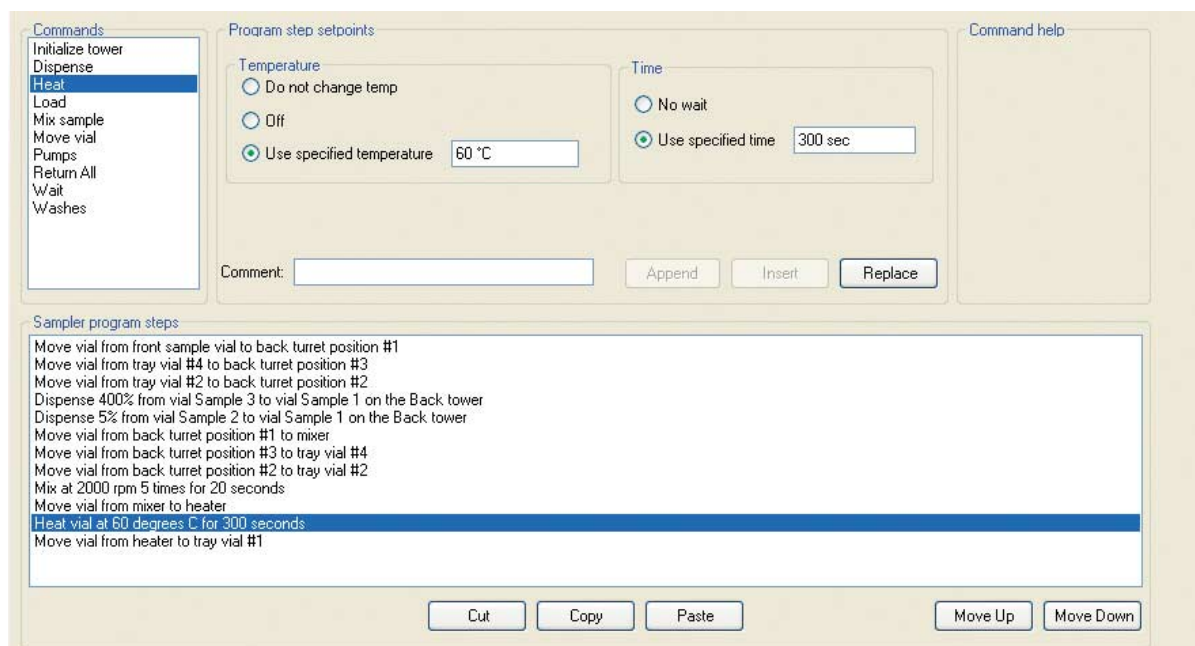 Commands
Initialize tower
Dispense
Heat
Load
Mix sample
Move vial
Pumps
Return All
Wait
Washes
Program step setpoints
Temperature
Do not change temp
Off
Use specified temperature 60 °C
Time
No wait
Use specified time 300 sec
Comment:
Append Insert Replace
Command help
Sampler program steps
Move vial from front sample vial to back turret position #1
Move vial from tray vial #4 to back turret position #3
Move vial from tray vial #2 to back turret position #2
Dispense 400% from vial Sample 3 to vial Sample 1 on the Back tower
Dispense 5% from vial Sample 2 to vial Sample 1 on the Back tower
Move vial from back turret position #1 to mixer
Move vial from back turret position #3 to tray vial #4
Move vial from back turret position #2 to tray vial #2
Mix at 2000 rpm 5 times for 20 seconds
Move vial from mixer to heater
Heat vial at 60 degrees C for 300 seconds
Move vial from heater to tray vial #1
Cut Copy Paste Move Up Move Down